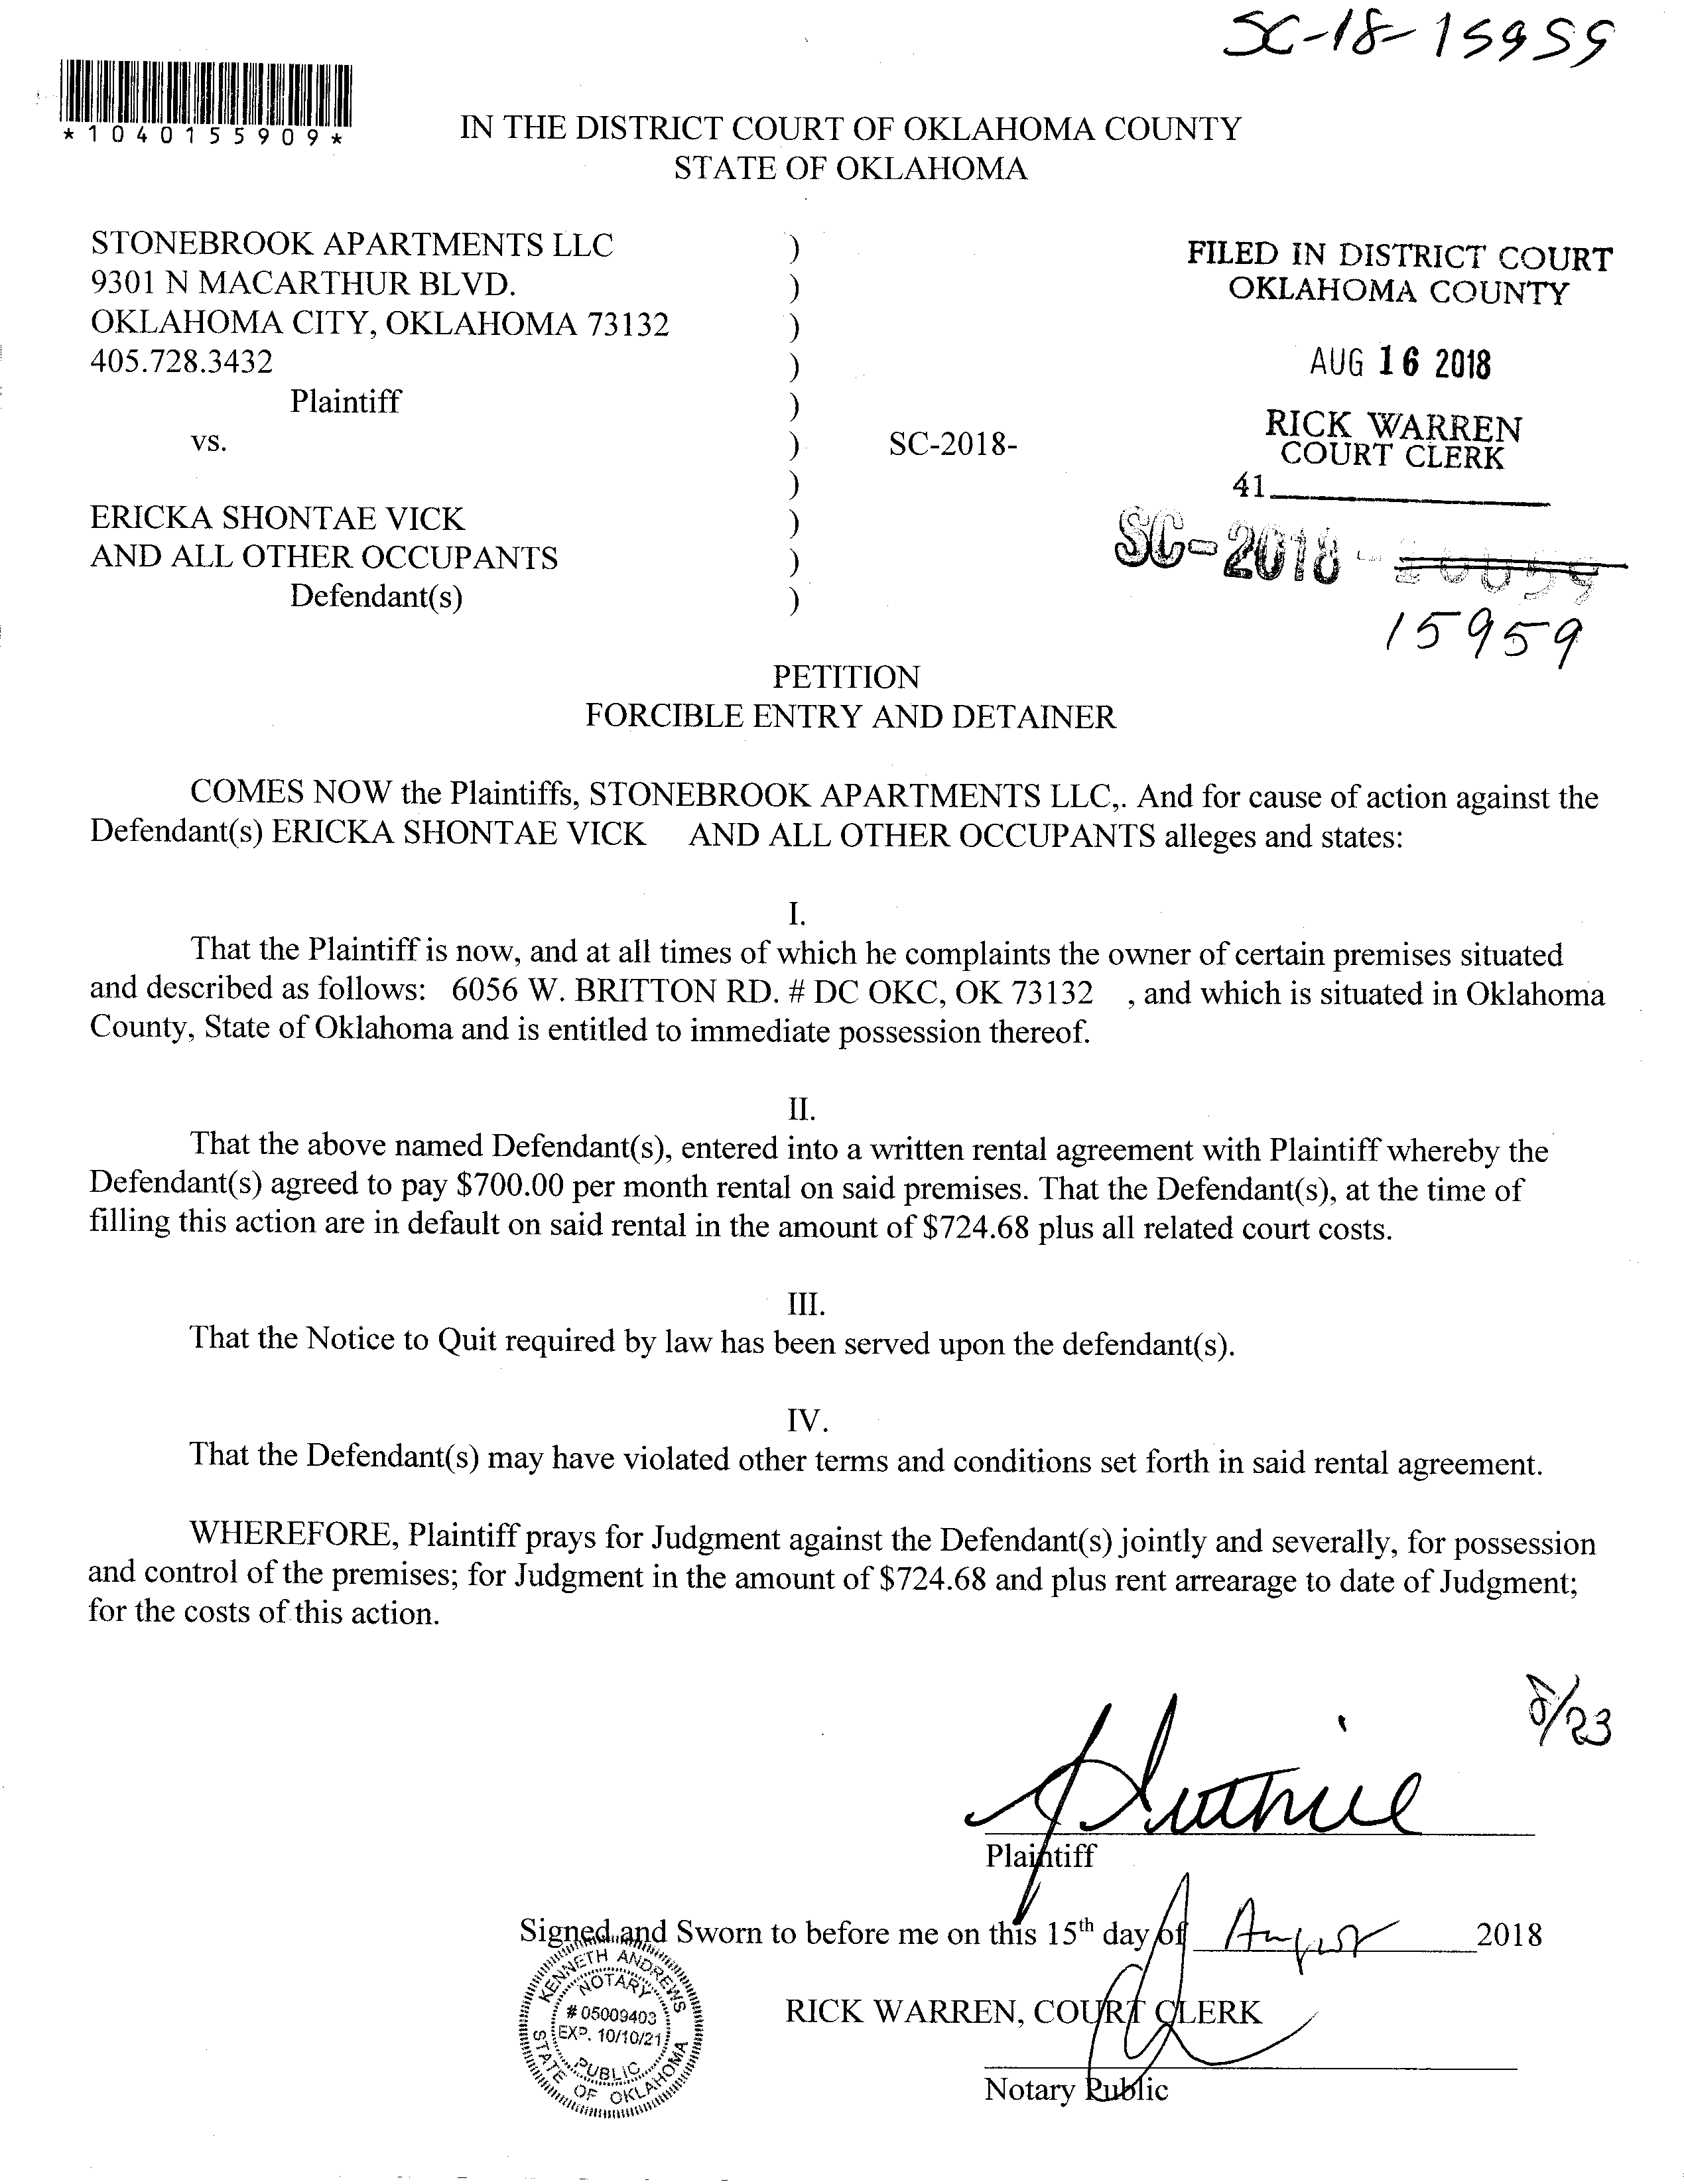 SC-18-15959
*1040155909*
IN THE DISTRICT COURT OF OKLAHOMA COUNTY
STATE OF OKLAHOMA
STONEBROOK APARTMENTS LLC )
9301 N MACARTHUR BLVD. )
OKLAHOMA CITY, OKLAHOMA 73132 )
405.728.3432 )
Plaintiff )
vs. ) SC-2018-
)
ERICKA SHONTAE VICK )
AND ALL OTHER OCCUPANTS )
Defendant(s) )
FILED IN DISTRICT COURT
OKLAHOMA COUNTY
AUG 16 2018
RICK WARREN
COURT CLERK
41
SC-2018-
15959
PETITION
FORCIBLE ENTRY AND DETAINER
COMES NOW the Plaintiffs, STONEBROOK APARTMENTS LLC,. And for cause of action against the
Defendant(s) ERICKA SHONTAE VICK AND ALL OTHER OCCUPANTS alleges and states:
I.
That the Plaintiff is now, and at all times of which he complaints the owner of certain premises situated
and described as follows: 6056 W. BRITTON RD. # DC OKC, OK 73132 , and which is situated in Oklahoma
County, State of Oklahoma and is entitled to immediate possession thereof.
II.
That the above named Defendant(s), entered into a written rental agreement with Plaintiff whereby the
Defendant(s) agreed to pay $700.00 per month rental on said premises. That the Defendant(s), at the time of
filling this action are in default on said rental in the amount of $724.68 plus all related court costs.
III.
That the Notice to Quit required by law has been served upon the defendant(s).
IV.
That the Defendant(s) may have violated other terms and conditions set forth in said rental agreement.
WHEREFORE, Plaintiff prays for Judgment against the Defendant(s) jointly and severally, for possession
and control of the premises; for Judgment in the amount of $724.68 and plus rent arrearage to date of Judgment;
for the costs of this action.
8/23
Plaintiff
Signed and Sworn to before me on this 15th day of August 2018
KENNETH ANDREWS
NOTARY
# 05009403
EXP. 10/10/21
PUBLIC
STATE OF OKLAHOMA
RICK WARREN, COURT CLERK
Notary Public